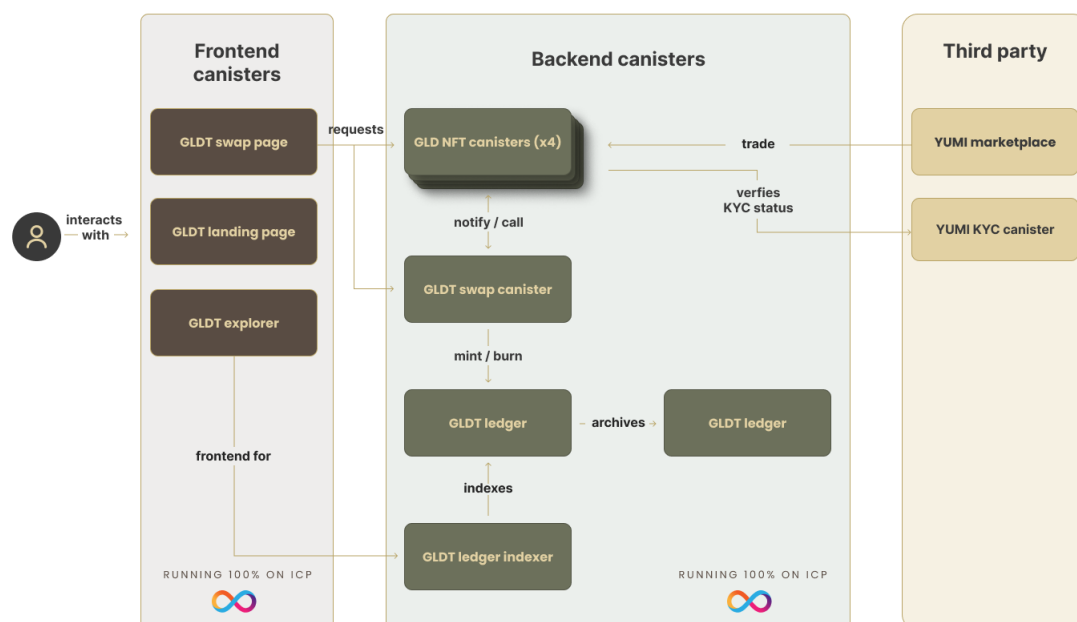 Frontend
canisters
Backend canisters
Third party
GLDT swap page
requests
GLD NFT canisters (x4)
trade
YUMI marketplace
verfies
KYC status
interacts
with
GLDT landing page
notify / call
YUMI KYC canister
GLDT swap canister
GLDT explorer
mint / burn
GLDT ledger
archives
GLDT ledger
frontend for
indexes
GLDT ledger indexer
RUNNING 100% ON ICP
RUNNING 100% ON ICP